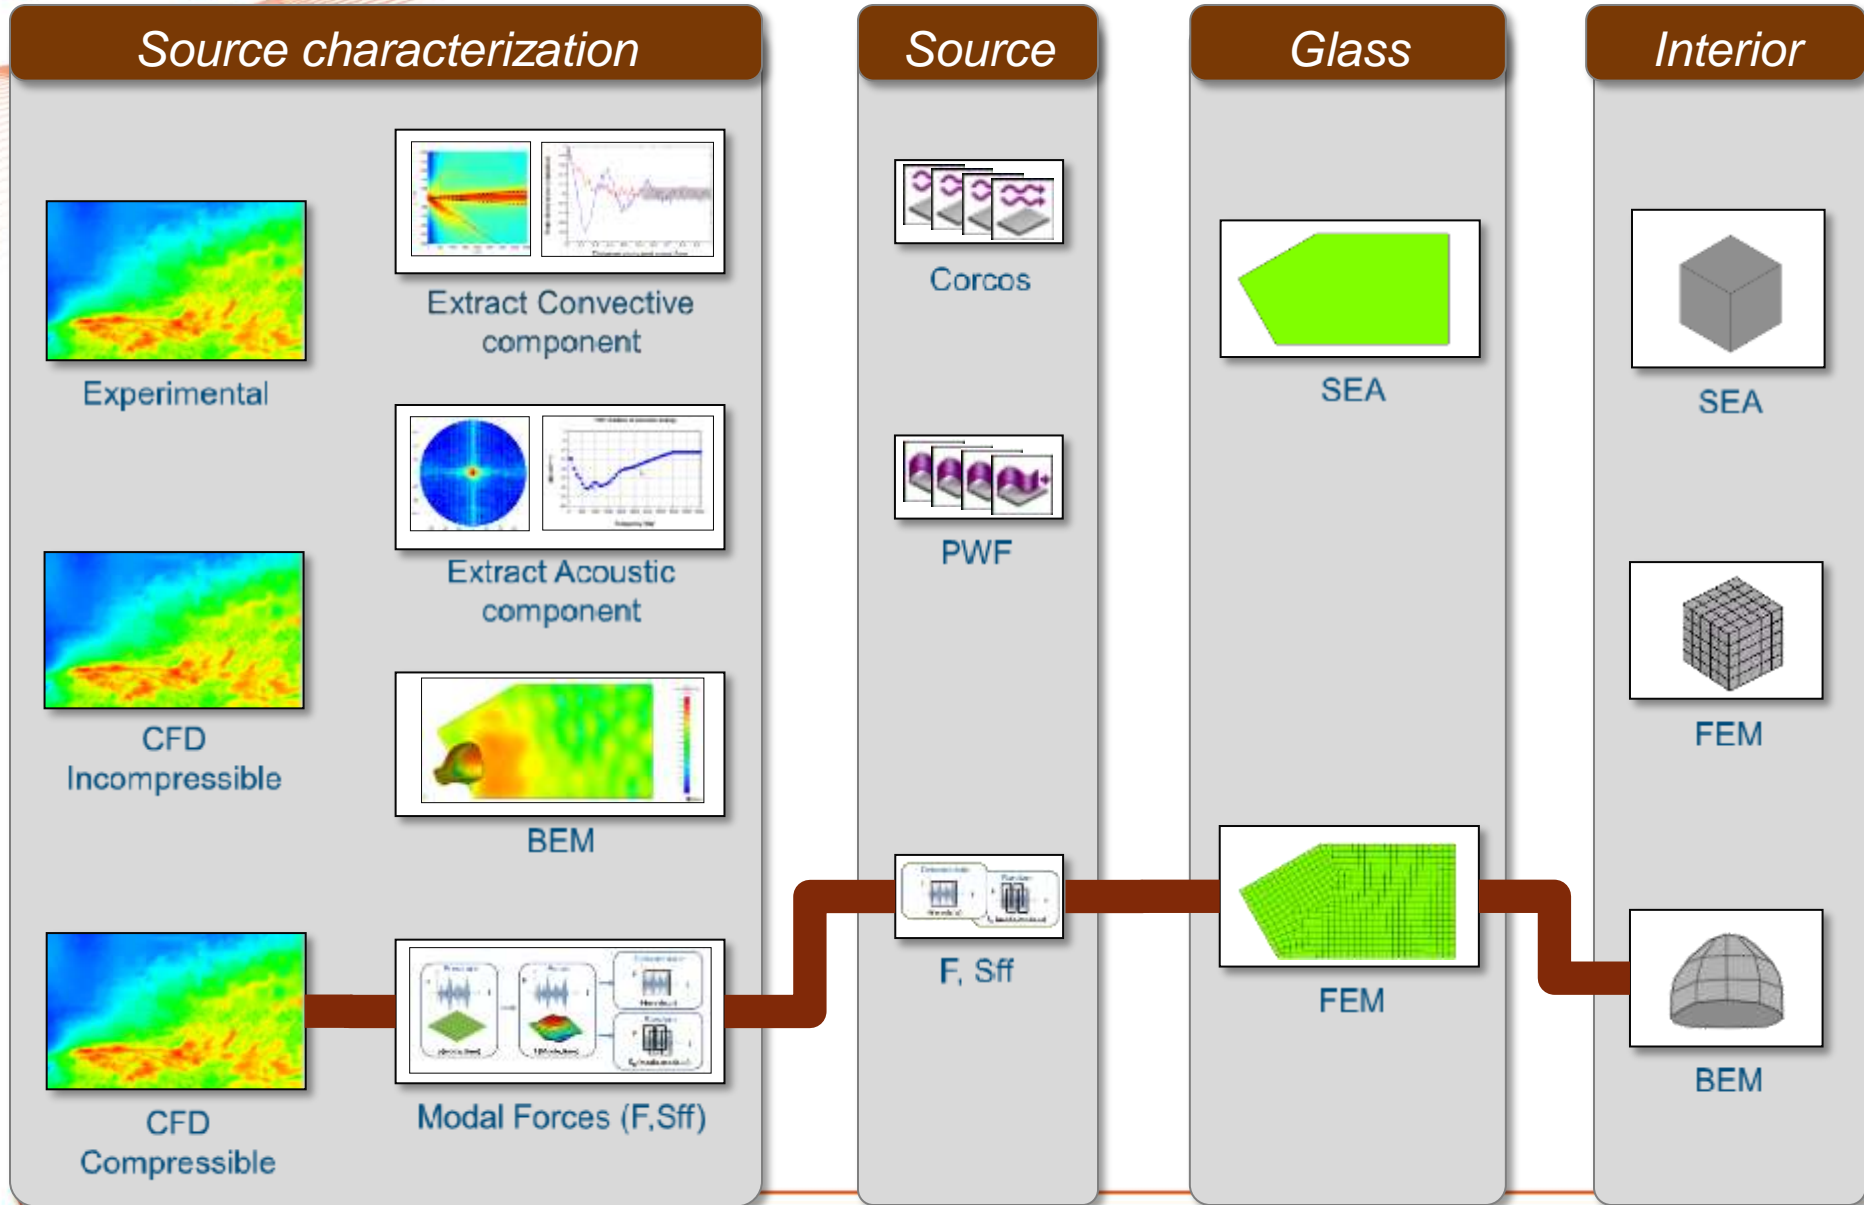 Source characterization
Source
Glass
Interior
Experimental
CFD
Incompressible
CFD
Compressible
Extract Convective
component
Extract Acoustic
component
BEM
Modal Forces (F,Sff)
Corcos
PWF
F, Sff
SEA
FEM
SEA
FEM
BEM